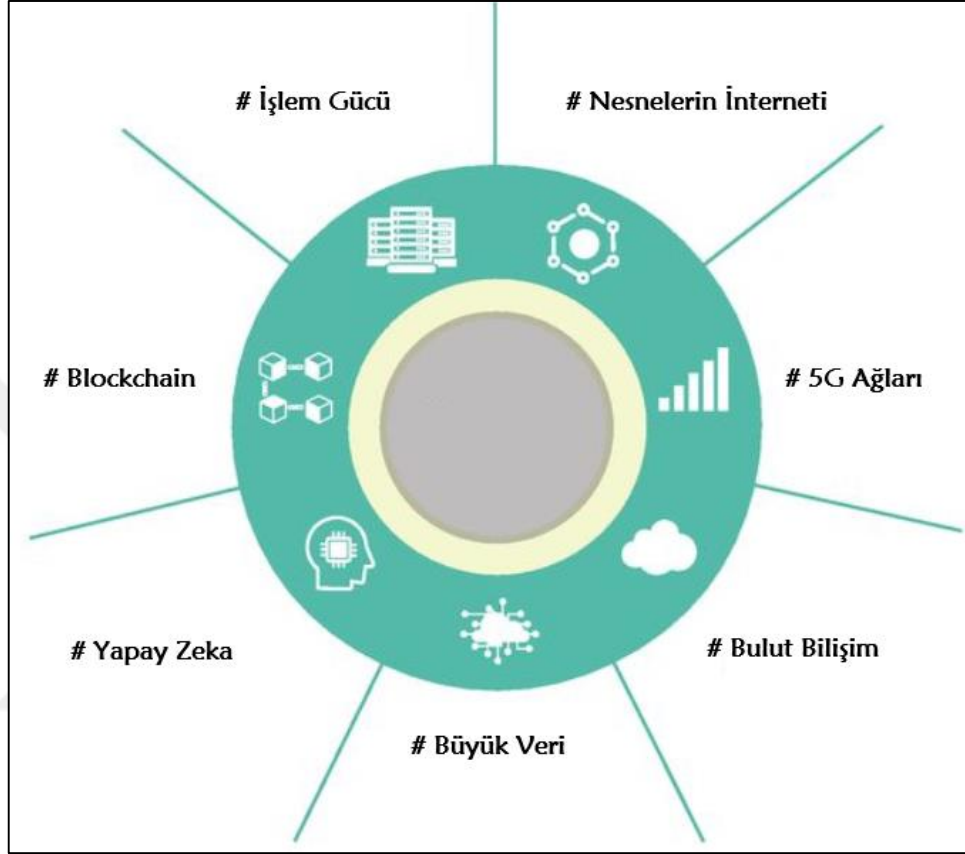 # İşlem Gücü
# Nesnelerin İnterneti
# Blockchain
# 5G Ağları
# Yapay Zeka
# Bulut Bilişim
# Büyük Veri